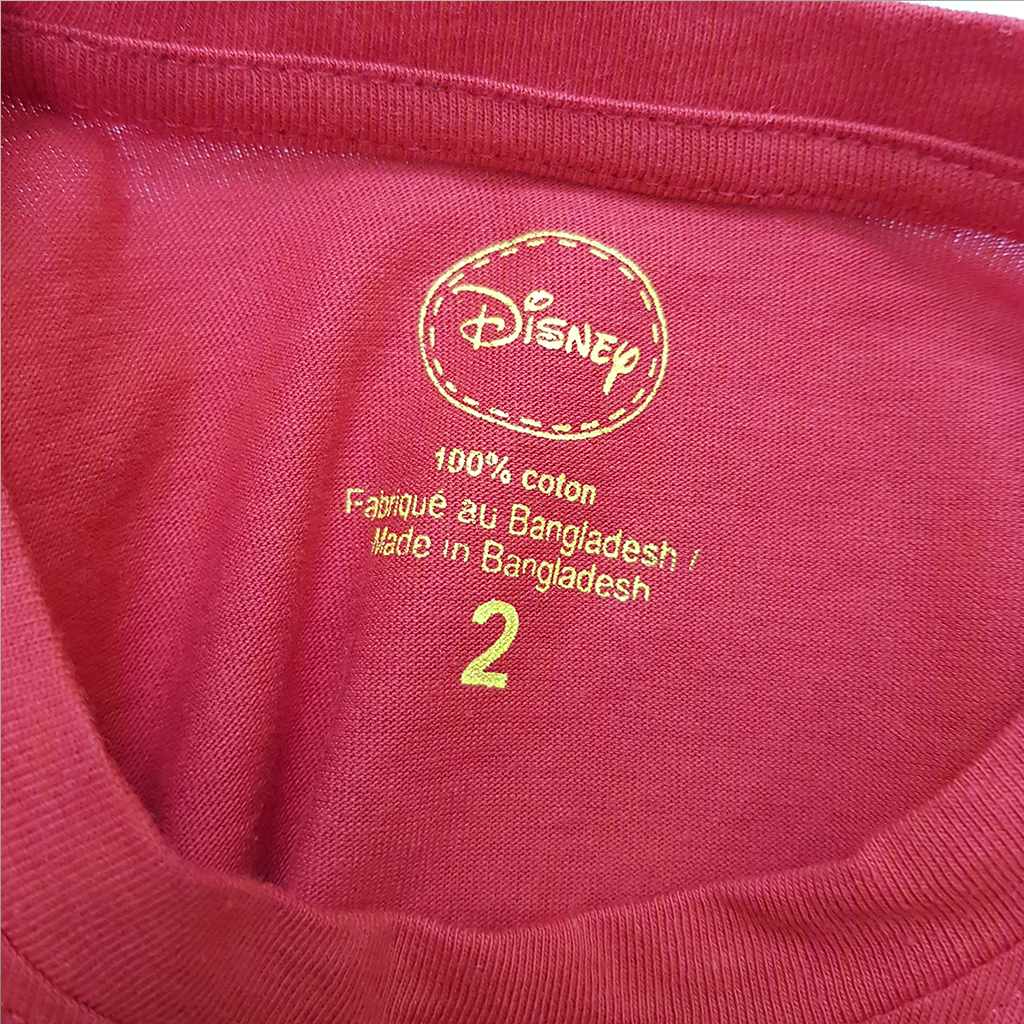 DisNEY
100% coton
Fabriqué au Bangladesh /
Made in Bangladesh
2